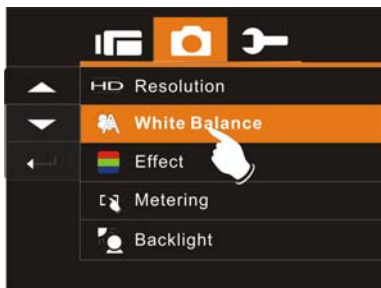 HD Resolution
White Balance
Effect
Metering
Backlight